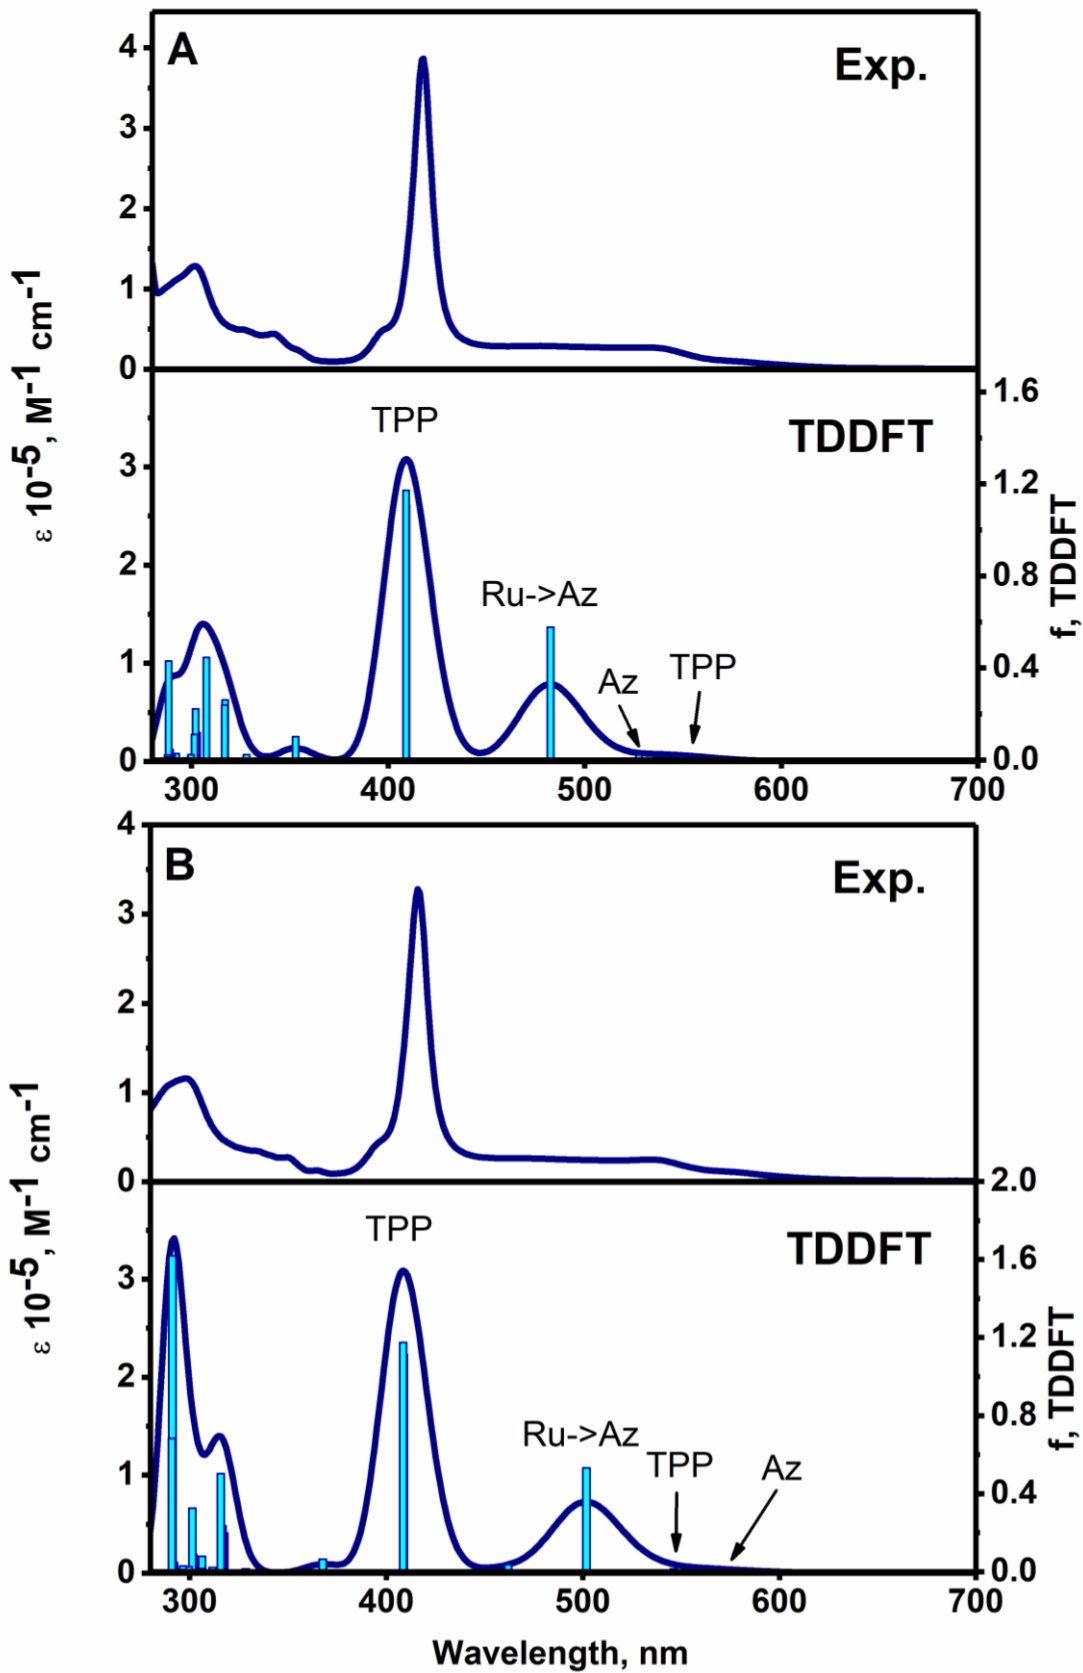 A
Exp.
4
3
2
1
0
ε 10-5, M-1 cm-1
TPP
TDDFT
Ru->Az
Az
TPP
3
2
1
0
1.6
1.2
0.8
0.4
0.0
f, TDDFT
300 400 500 600 700
B
Exp.
4
3
2
1
0
ε 10-5, M-1 cm-1
TPP
TDDFT
Ru->Az
TPP
Az
3
2
1
0
2.0
1.6
1.2
0.8
0.4
0.0
f, TDDFT
300 400 500 600 700
Wavelength, nm